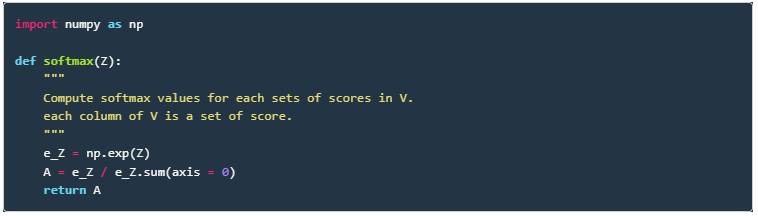 import numpy as np
def softmax(Z):
"""
Compute softmax values for each sets of scores in V.
each column of V is a set of score.
"""
e_Z = np.exp(Z)
A = e_Z / e_Z.sum(axis = 0)
return A